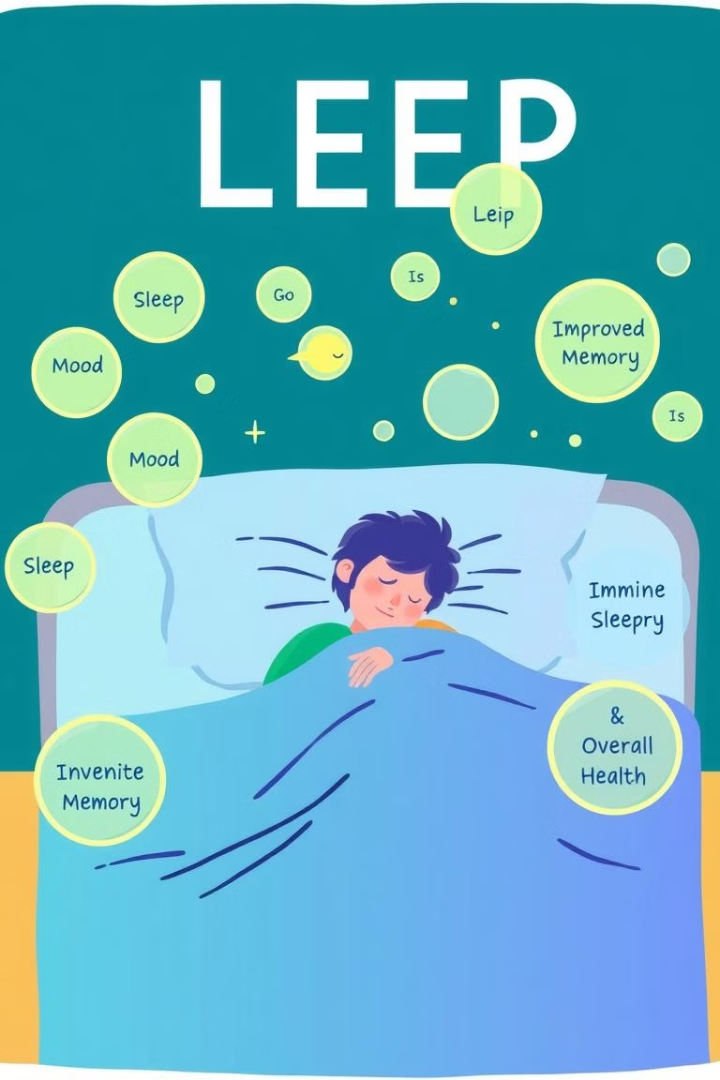 LEEP
Leip
Is
Sleep
Go
Improved
Memory
Mood
Is
Mood
Sleep
Immine
Sleepry
&
Overall
Health
Invenite
Memory